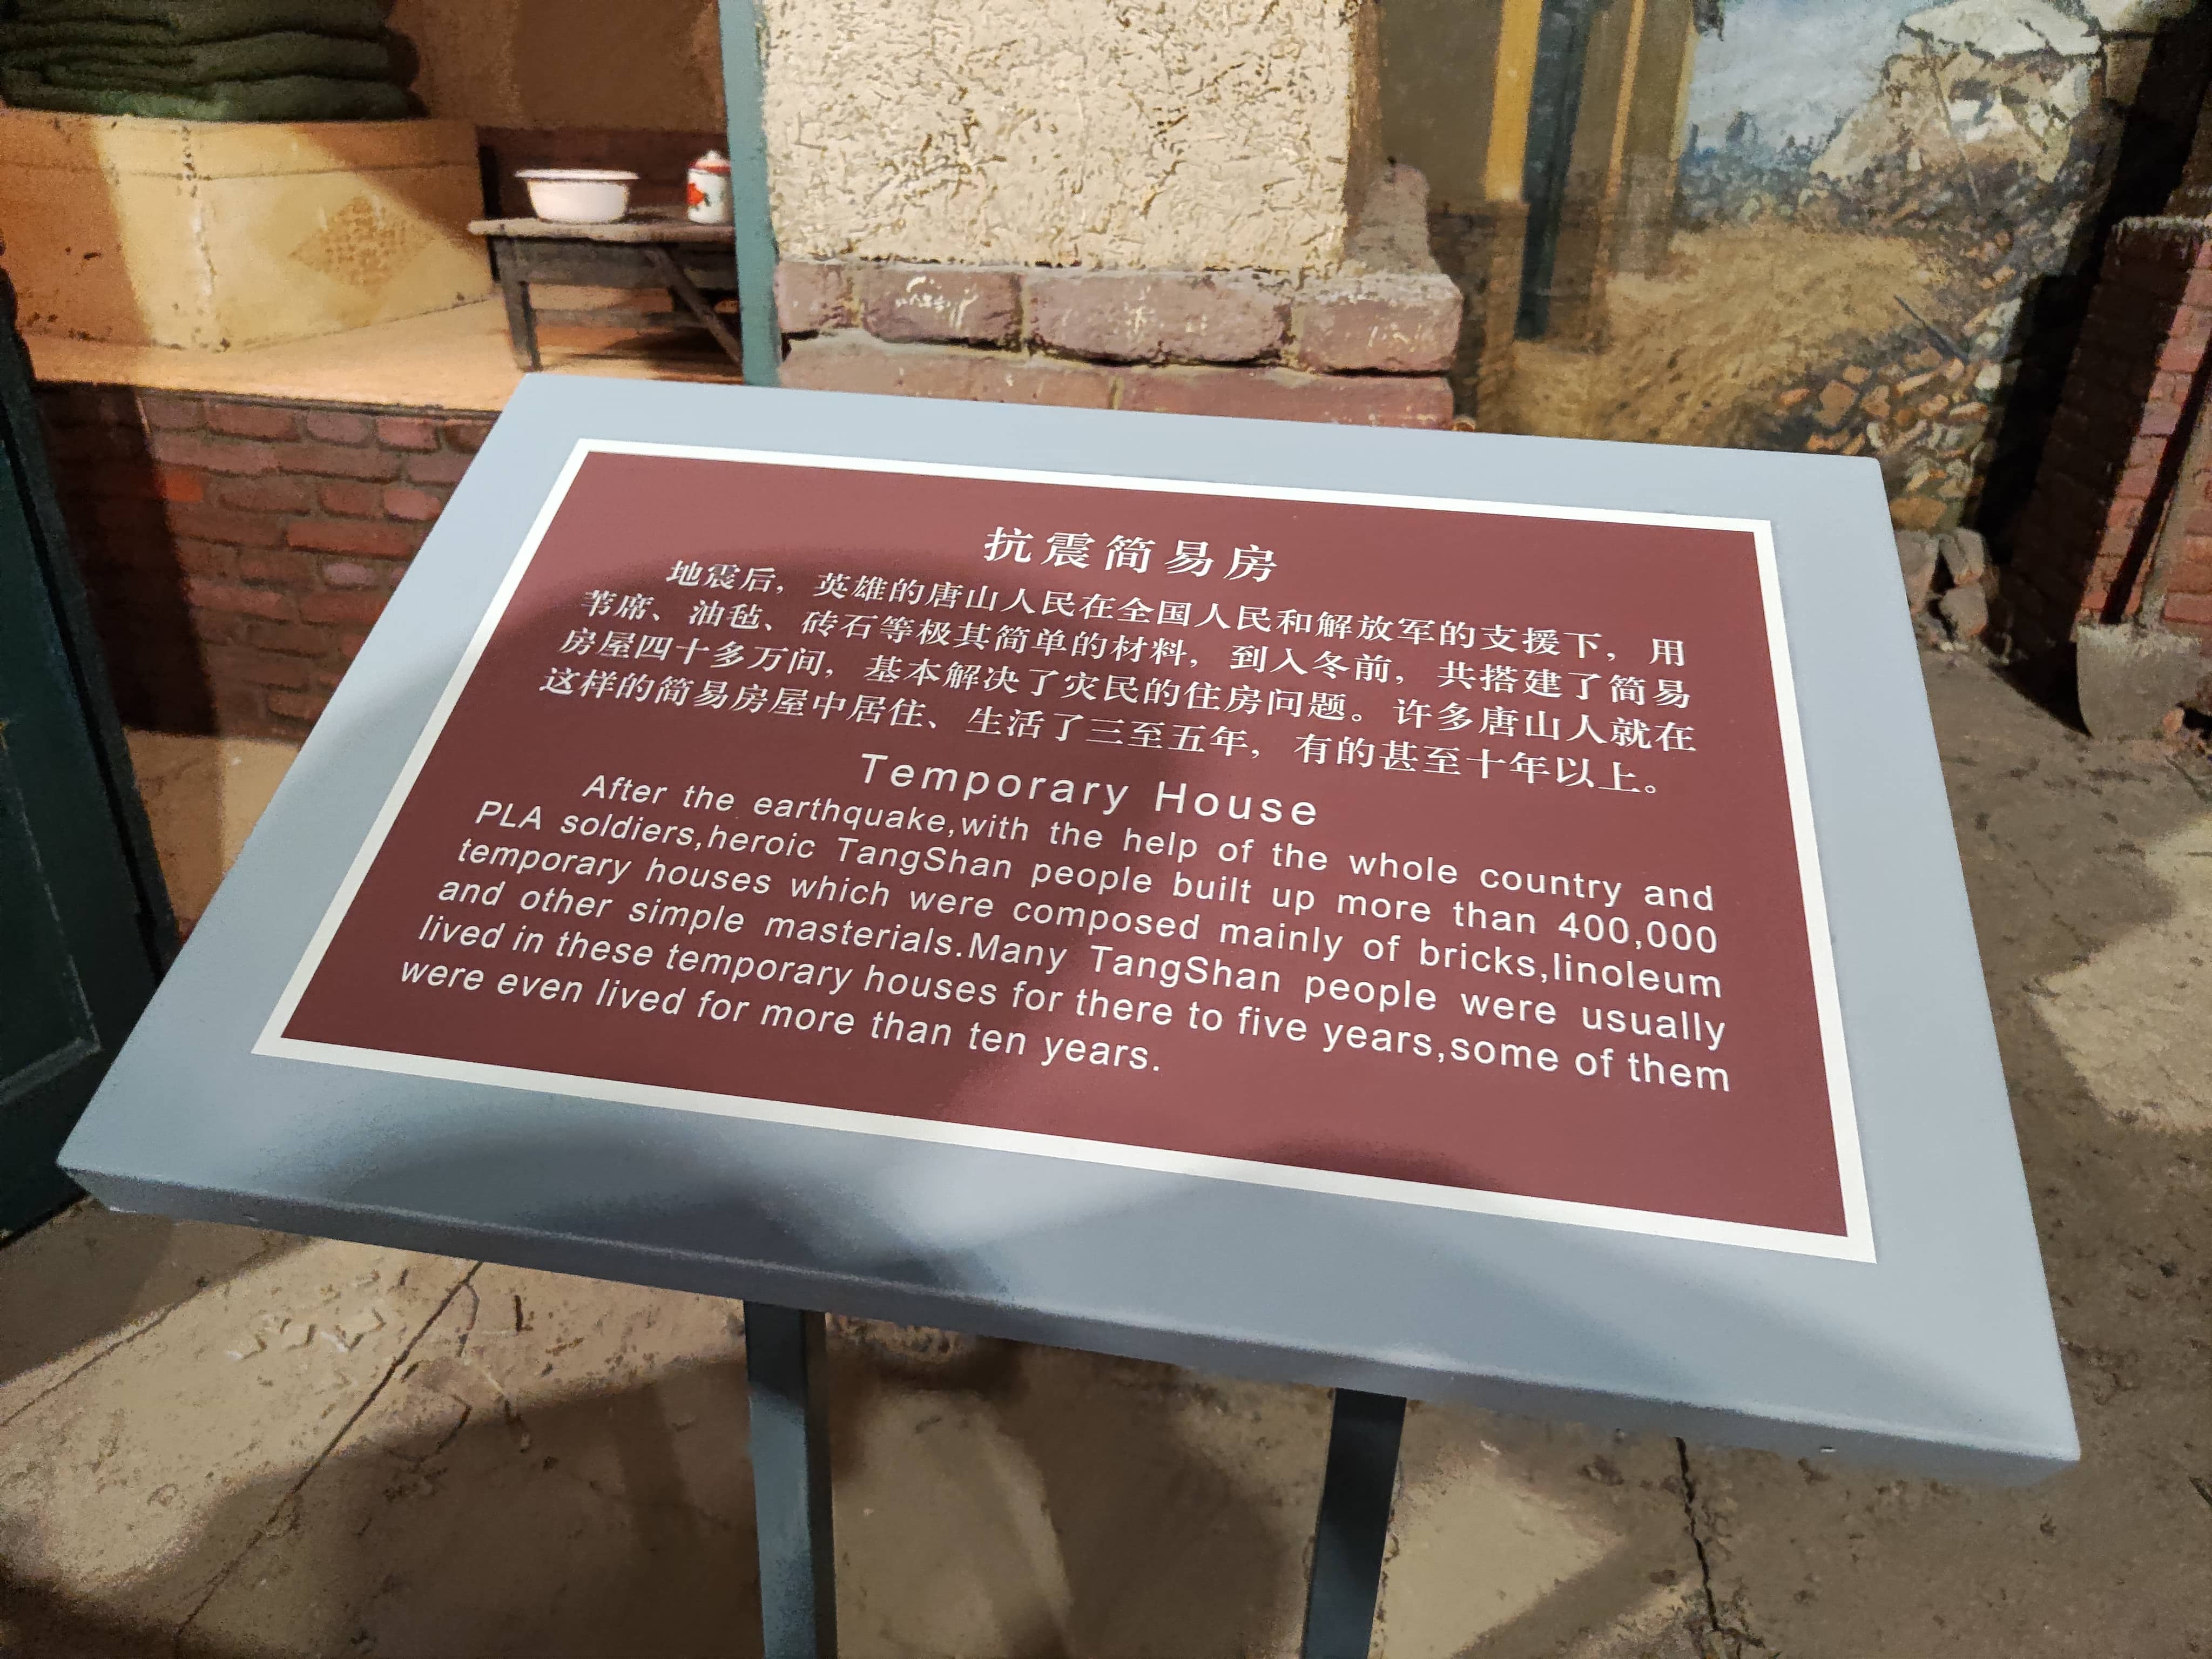 抗震简易房
地震后，英雄的唐山人民在全国人民和解放军的支援下，用
苇席、油毡、砖石等极其简单的材料，到入冬前，共搭建了简易
房屋四十多万间，基本解决了灾民的住房问题。许多唐山人就在
这样的简易房屋中居住、生活了三至五年，有的甚至十年以上。
Temporary House
After the earthquake,with the help of the whole country and
PLA soldiers,heroic TangShan people built up more than 400,000
temporary houses which were composed mainly of bricks,linoleum
and other simple masterials.Many TangShan people were usually
lived in these temporary houses for there to five years,some of them
were even lived for more than ten years.